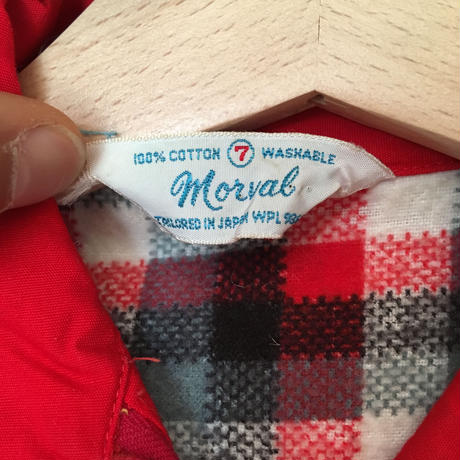 100% COTTON 7 WASHABLE
Morval
TAILORED IN JAPAN WPL